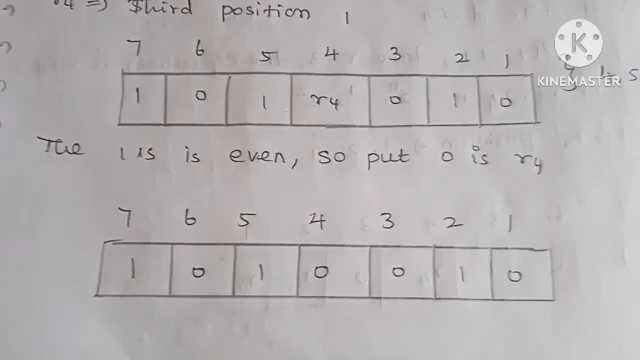 r4 => Third position 1
7 6 5 4 3 2 1
1 0 1 r4 0 1 0
KINEMASTER
The 1's is even, so put 0 is r4
7 6 5 4 3 2 1
1 0 1 0 0 1 0